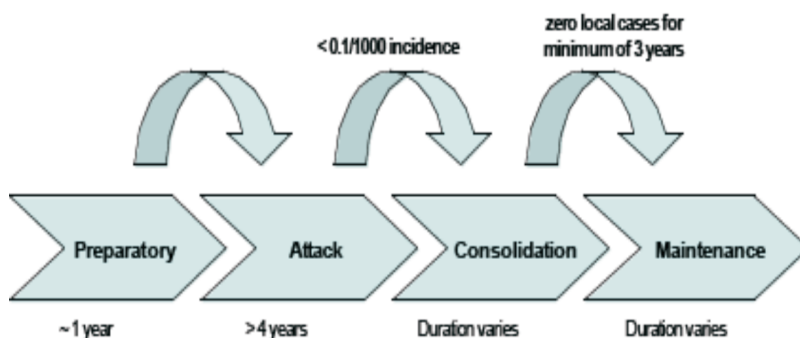 zero local cases for
minimum of 3 years
<0.1/1000 incidence
Preparatory
Attack
Consolidation
Maintenance
~1 year
>4 years
Duration varies
Duration varies